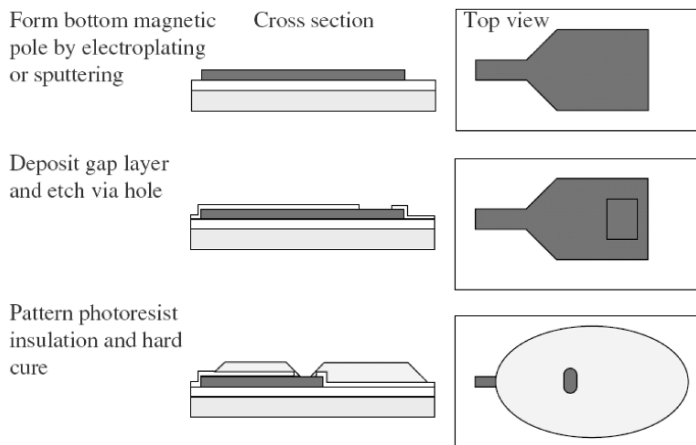 Form bottom magnetic
pole by electroplating
or sputtering
Cross section
Top view
Deposit gap layer
and etch via hole
Pattern photoresist
insulation and hard
cure